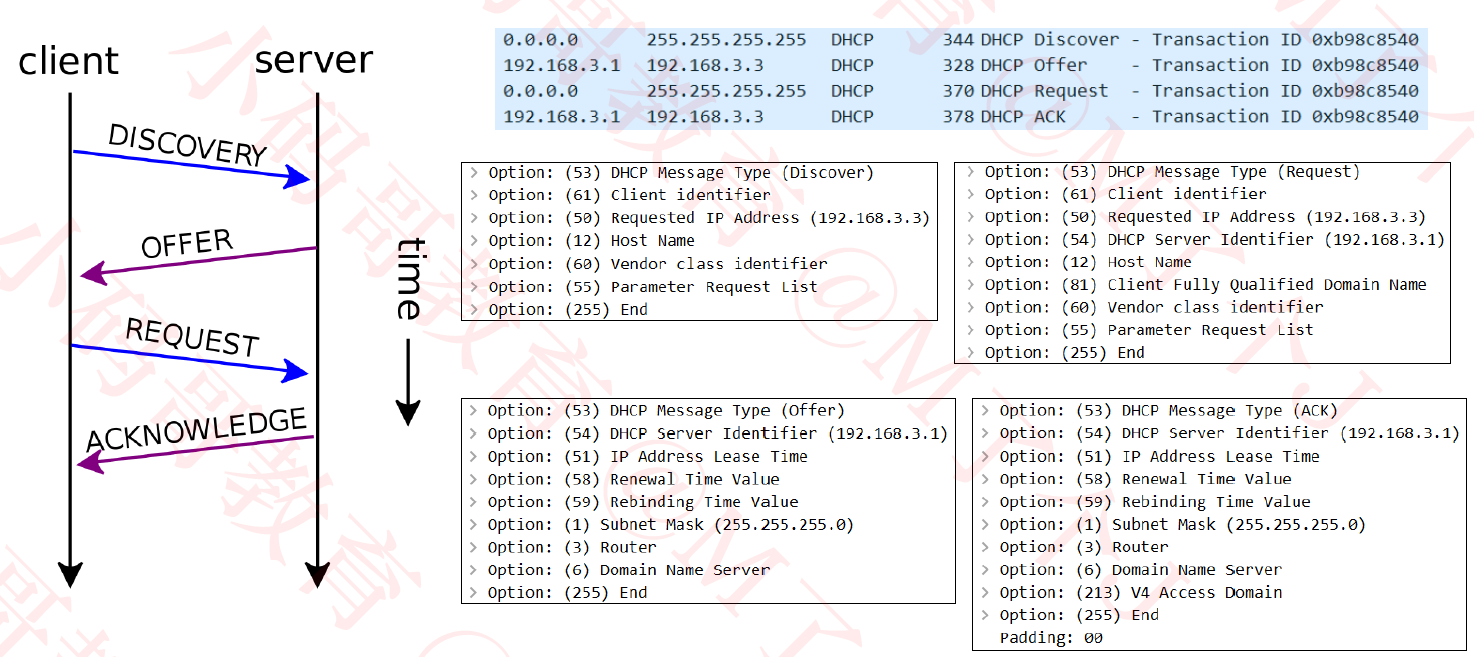 client
server
DISCOVERY
OFFER
REQUEST
ACKNOWLEDGE
time
0.0.0.0 255.255.255.255 DHCP 344 DHCP Discover - Transaction ID 0xb98c8540
192.168.3.1 192.168.3.3 DHCP 328 DHCP Offer - Transaction ID 0xb98c8540
0.0.0.0 255.255.255.255 DHCP 370 DHCP Request - Transaction ID 0xb98c8540
192.168.3.1 192.168.3.3 DHCP 378 DHCP ACK - Transaction ID 0xb98c8540
> Option: (53) DHCP Message Type (Discover)
> Option: (61) Client identifier
> Option: (50) Requested IP Address (192.168.3.3)
> Option: (12) Host Name
> Option: (60) Vendor class identifier
> Option: (55) Parameter Request List
> Option: (255) End
> Option: (53) DHCP Message Type (Request)
> Option: (61) Client identifier
> Option: (50) Requested IP Address (192.168.3.3)
> Option: (54) DHCP Server Identifier (192.168.3.1)
> Option: (12) Host Name
> Option: (81) Client Fully Qualified Domain Name
> Option: (60) Vendor class identifier
> Option: (55) Parameter Request List
> Option: (255) End
> Option: (53) DHCP Message Type (Offer)
> Option: (54) DHCP Server Identifier (192.168.3.1)
> Option: (51) IP Address Lease Time
> Option: (58) Renewal Time Value
> Option: (59) Rebinding Time Value
> Option: (1) Subnet Mask (255.255.255.0)
> Option: (3) Router
> Option: (6) Domain Name Server
> Option: (255) End
> Option: (53) DHCP Message Type (ACK)
> Option: (54) DHCP Server Identifier (192.168.3.1)
> Option: (51) IP Address Lease Time
> Option: (58) Renewal Time Value
> Option: (59) Rebinding Time Value
> Option: (1) Subnet Mask (255.255.255.0)
> Option: (3) Router
> Option: (6) Domain Name Server
> Option: (213) V4 Access Domain
> Option: (255) End
Padding: 00
小码哥教育 @M了个J